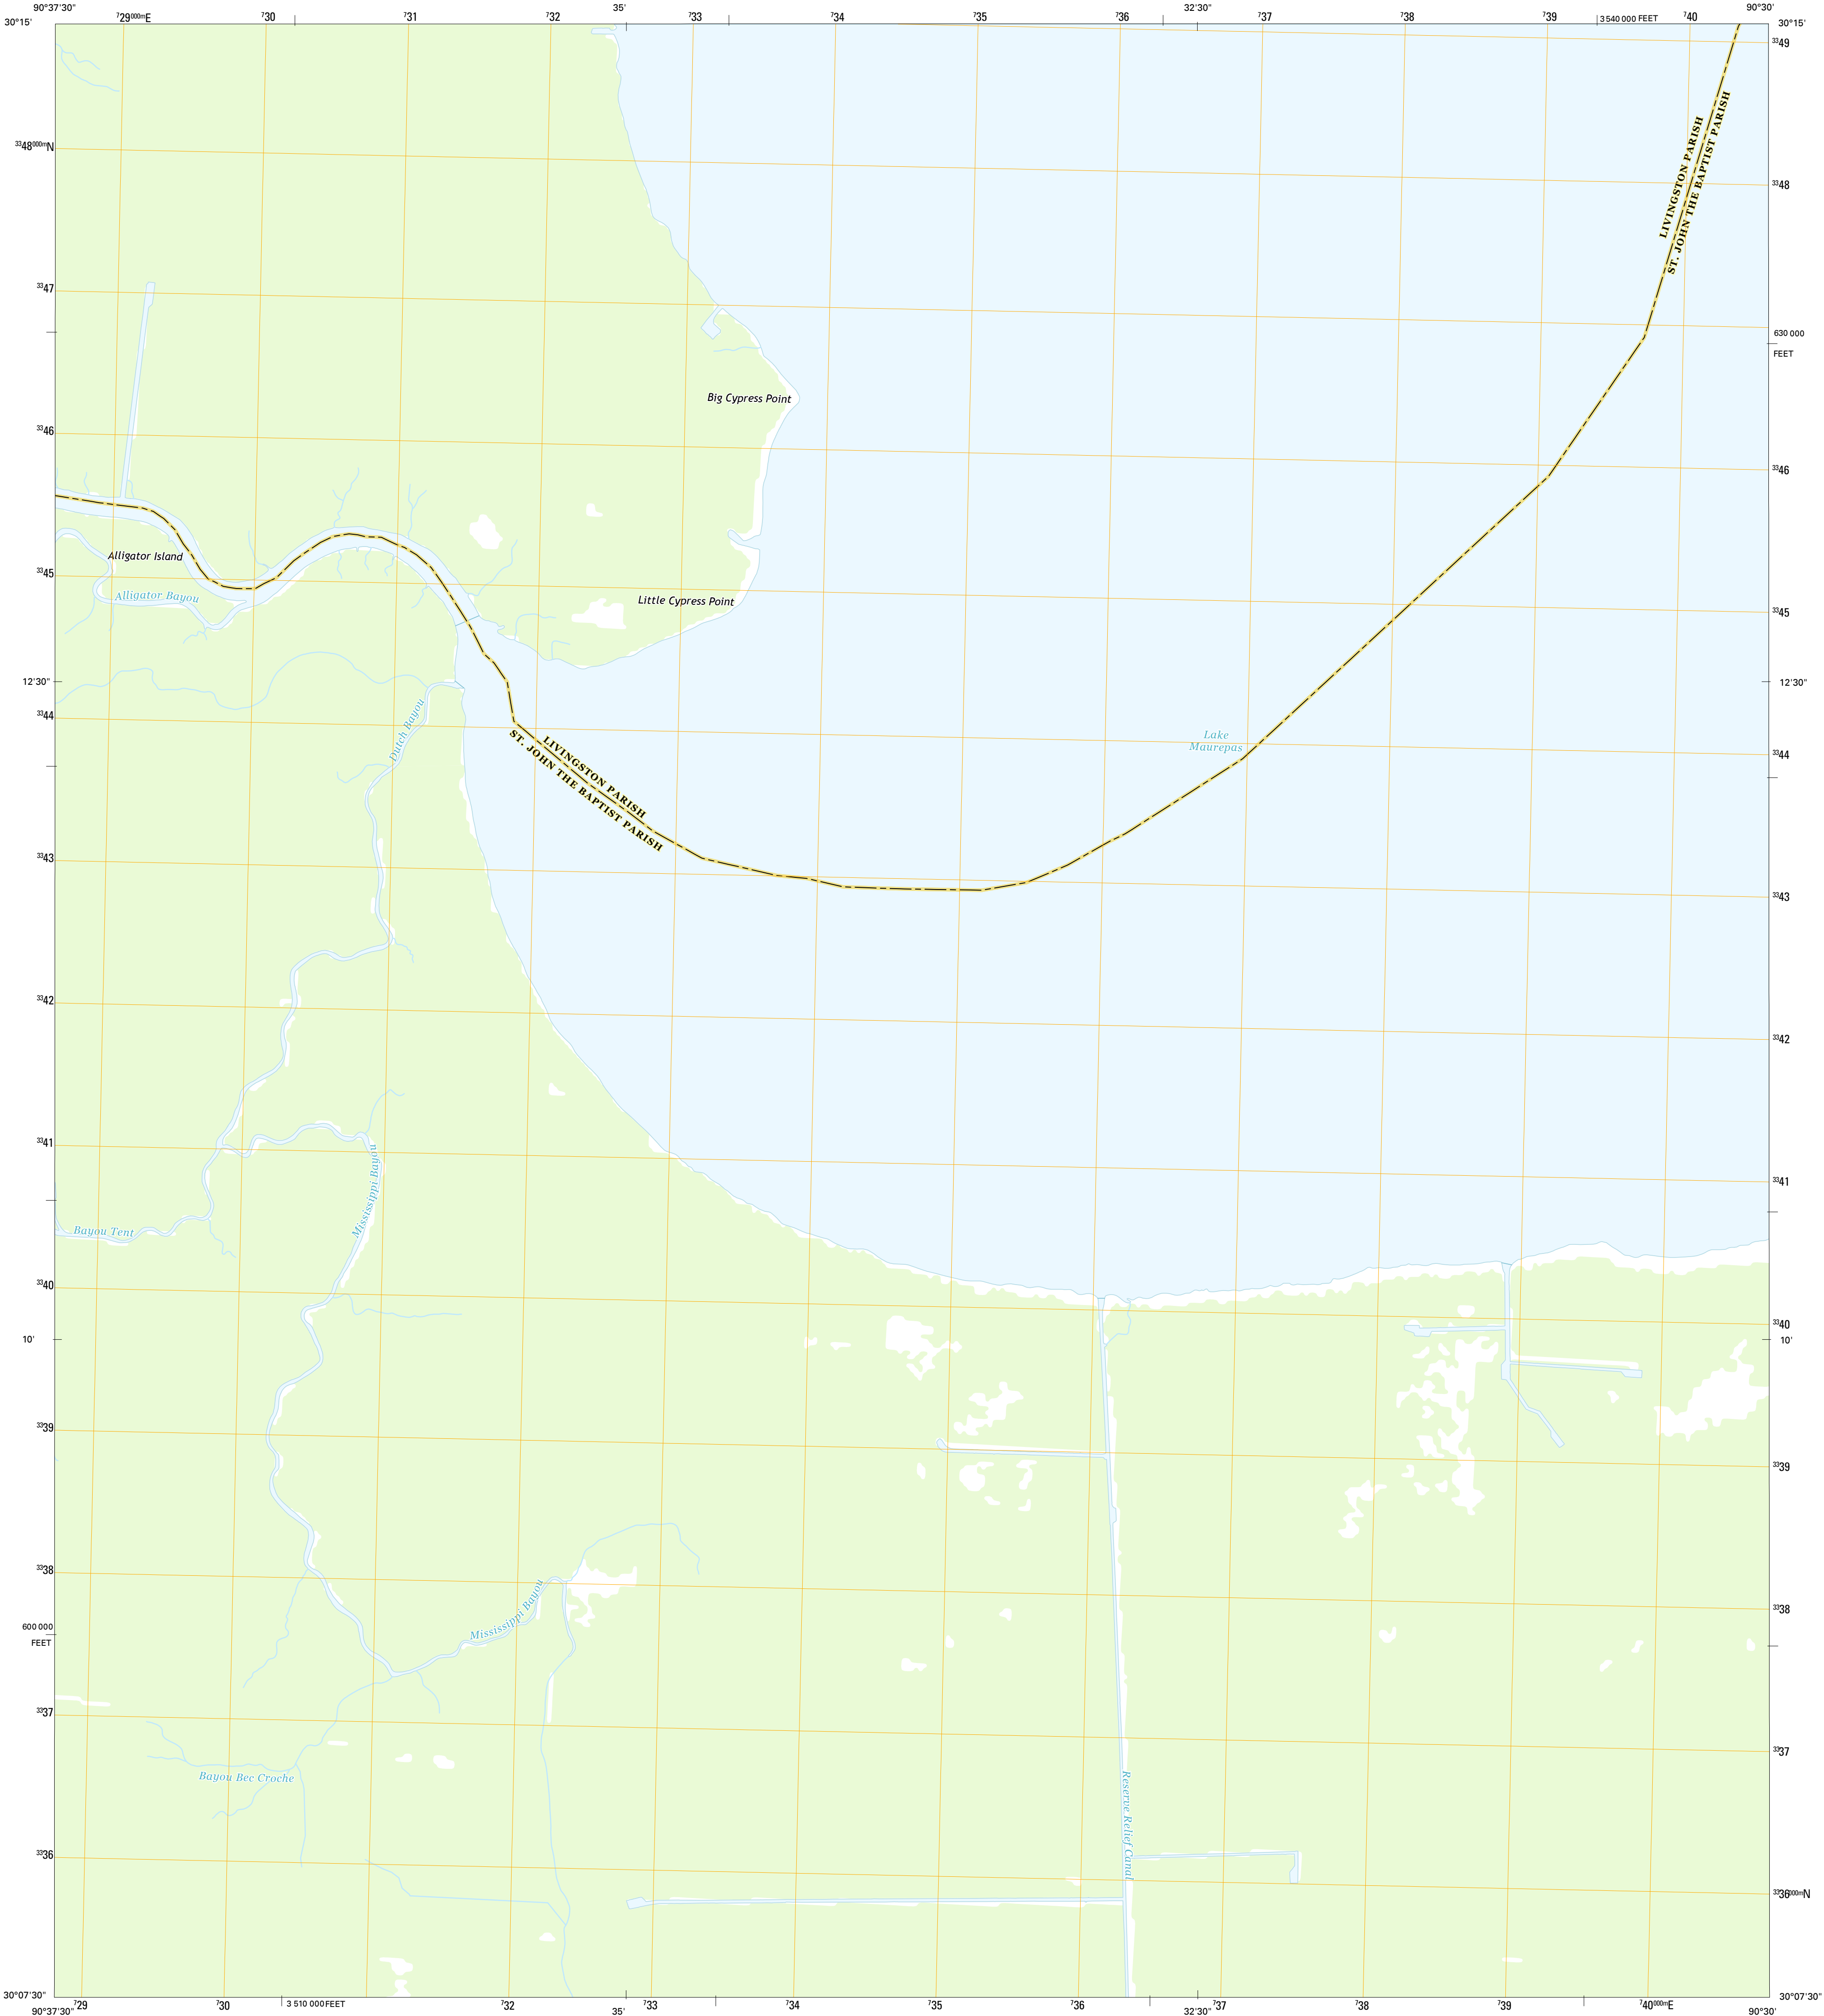 90°37'30"
729000mE
730
731
732
35'
733
734
735
736
32'30"
737
738
739
3 540 000 FEET
740
90°30'
30°15'
30°15'
3349
3348000mN
3348
LIVINGSTON PARISH
ST. JOHN THE BAPTIST PARISH
3347
630 000
FEET
Big Cypress Point
3346
3346
Alligator Island
3345
Alligator Bayou
Little Cypress Point
3345
12'30"
12'30"
3344
Dutch Bayou
Lake
Maurepas
3344
LIVINGSTON PARISH
ST. JOHN THE BAPTIST PARISH
3343
3343
3342
3342
3341
Mississippi Bayou
3341
Bayou Tent
3340
3340
10'
10'
3339
3339
3338
Mississippi Bayou
3338
600 000
FEET
3337
3337
Bayou Bec Croche
Reserve Relief Canal
3336
3336000mN
30°07'30"
30°07'30"
90°37'30"
729
730
3 510 000 FEET
732
35'
733
734
735
736
32'30"
737
738
739
740000mE
90°30'